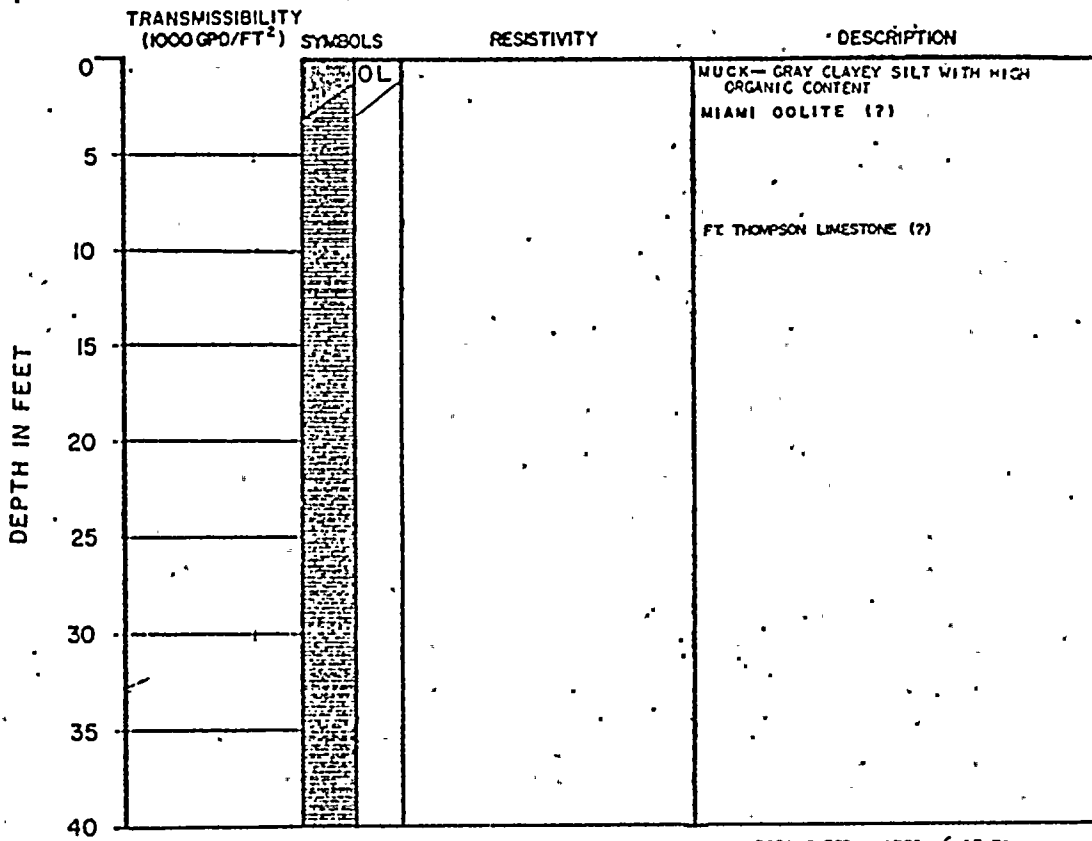 TRANSMISSIBILITY
(1000 GPD/FT²) SYMBOLS RESISTIVITY DESCRIPTION
0 OL MUCK— GRAY CLAYEY SILT WITH HIGH
ORGANIC CONTENT
MIAMI OOLITE (?)
5
FT. THOMPSON LIMESTONE (?)
10
15
DEPTH IN FEET
20
25
30
35
40